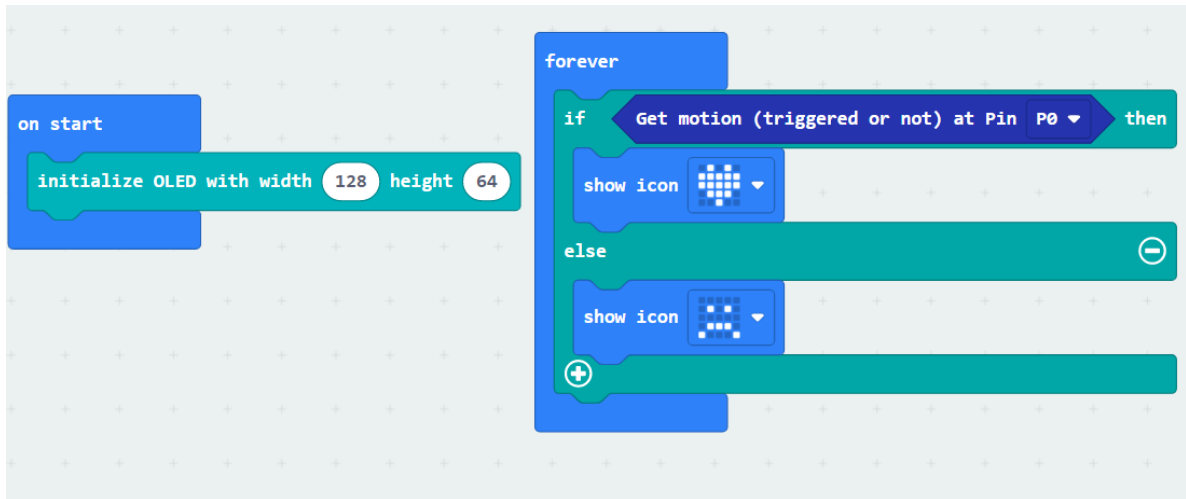 on start
initialize OLED with width 128 height 64
forever
if Get motion (triggered or not) at Pin P0 then
show icon
else
show icon